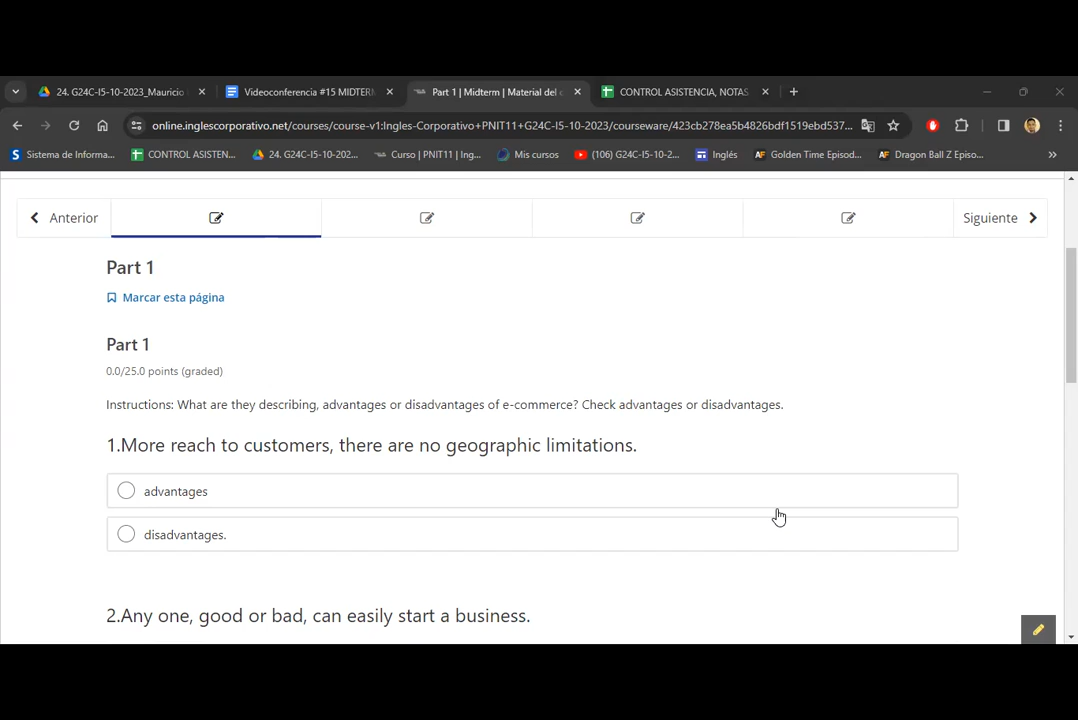 24. G24C-I5-10-2023_Mauricio
Videoconferencia #15 MIDTERM
Part 1 | Midterm | Material del c
CONTROL ASISTENCIA, NOTAS
online.inglescorporativo.net/courses/course-v1:Ingles-Corporativo+PNIT11+G24C-I5-10-2023/courseware/423cb278ea5b4826bdf1519ebd537...
Sistema de Informa...
CONTROL ASISTEN...
24. G24C-I5-10-202...
Curso | PNIT11 | Ing...
Mis cursos
(106) G24C-I5-10-2...
Inglés
Golden Time Episod...
Dragon Ball Z Episo...
Anterior
Siguiente
Part 1
Marcar esta página
Part 1
0.0/25.0 points (graded)
Instructions: What are they describing, advantages or disadvantages of e-commerce? Check advantages or disadvantages.
1.More reach to customers, there are no geographic limitations.
advantages
disadvantages.
2.Any one, good or bad, can easily start a business.